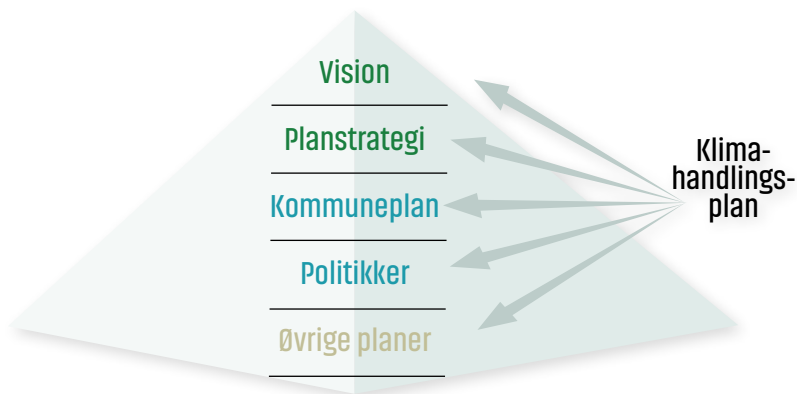 Vision
Planstrategi
Kommuneplan
Politikker
Øvrige planer
Klima-
handlings-
plan